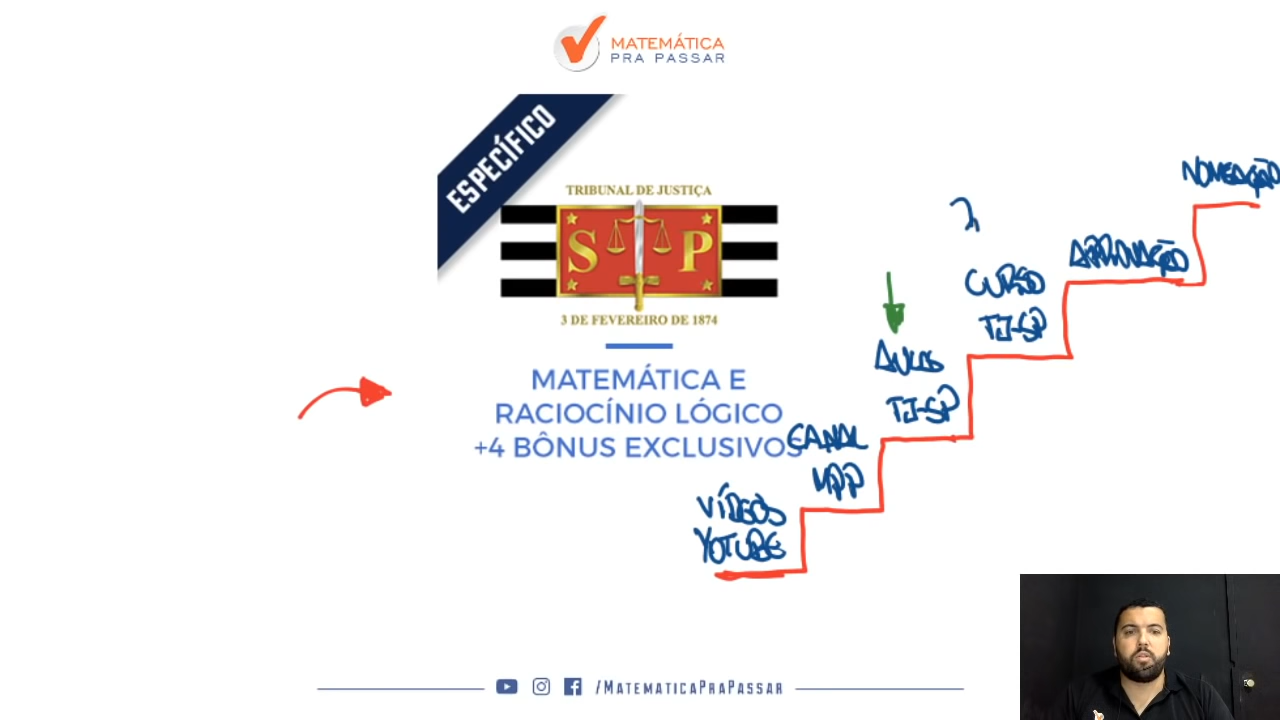 MATEMÁTICA
PRA PASSAR
ESPECÍFICO
TRIBUNAL DE JUSTIÇA
S P
3 DE FEVEREIRO DE 1874
MATEMÁTICA E
RACIOCÍNIO LÓGICO
+4 BÔNUS EXCLUSIVOS
NOMEAÇÃO
APROVAÇÃO
CURSO
TJ-SP
AULAS
TJ-SP
CANAL
MPP
VÍDEOS
YOTUBE
/MATEMATICAPRAPASSAR